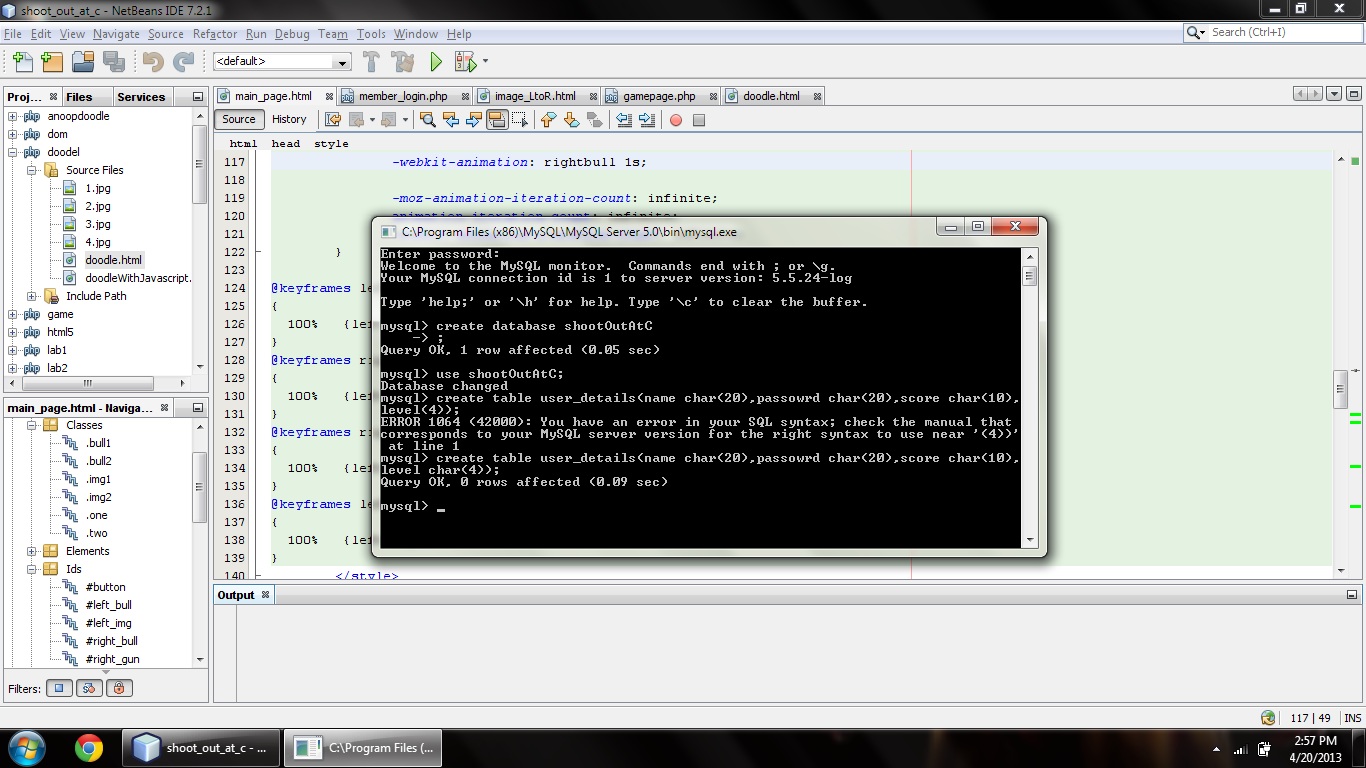 shoot_out_at_c - NetBeans IDE 7.2.1
File Edit View Navigate Source Refactor Run Debug Team Tools Window Help
Search (Ctrl+I)
<default>
Proj... Files Services
anoopdoodle
dom
doodel
Source Files
1.jpg
2.jpg
3.jpg
4.jpg
doodle.html
doodleWithJavascript.
Include Path
game
html5
lab1
lab2
main_page.html - Naviga...
Classes
.bull1
.bull2
.img1
.img2
.one
.two
Elements
Ids
#button
#left_bull
#left_img
#right_bull
#right_gun
Filters:
main_page.html member_login.php image_LtoR.html gamepage.php doodle.html
Source History
html head style
117 -webkit-animation: rightbull 1s;
118
119 -moz-animation-iteration-count: infinite;
120 animation-iteration-count: infinite;
121
122 }
123
124 @keyframes le
125 {
126 100% {lei
127 }
128 @keyframes ri
129 {
130 100% {lei
131 }
132 @keyframes ri
133 {
134 100% {lei
135 }
136 @keyframes le
137 {
138 100% {lei
139 }
140 </style>
C:\Program Files (x86)\MySQL\MySQL Server 5.0\bin\mysql.exe
Enter password:
Welcome to the MySQL monitor.  Commands end with ; or \g.
Your MySQL connection id is 1 to server version: 5.5.24-log
Type 'help;' or '\h' for help. Type '\c' to clear the buffer.
mysql> create database shootOutAtC
-> ;
Query OK, 1 row affected (0.05 sec)
mysql> use shootOutAtC;
Database changed
mysql> create table user_details(name char(20),passowrd char(20),score char(10),
level(4));
ERROR 1064 (42000): You have an error in your SQL syntax; check the manual that
corresponds to your MySQL server version for the right syntax to use near '(4))'
at line 1
mysql> create table user_details(name char(20),passowrd char(20),score char(10),
level char(4));
Query OK, 0 rows affected (0.09 sec)
mysql> _
Output
117 | 49 INS
shoot_out_at_c - ...
C:\Program Files (...
2:57 PM
4/20/2013